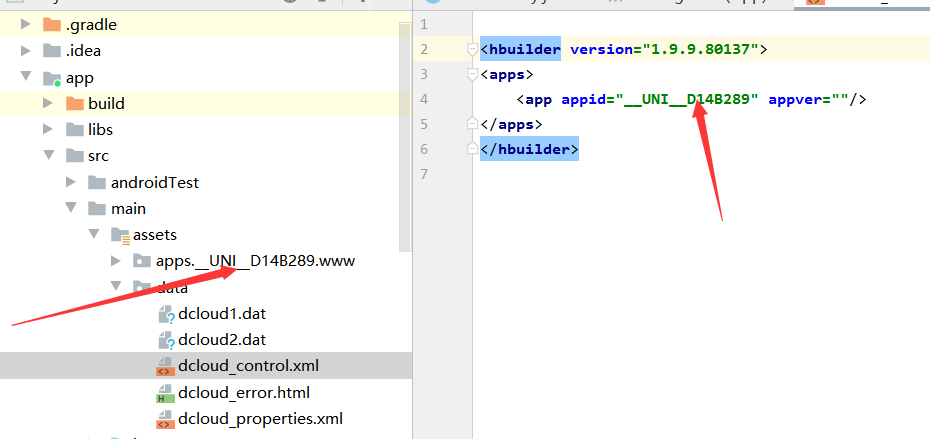 .gradle
.idea
app
build
libs
src
androidTest
main
assets
apps.__UNI__D14B289.www
data
dcloud1.dat
dcloud2.dat
dcloud_control.xml
dcloud_error.html
dcloud_properties.xml
1
2 <hbuilder version="1.9.9.80137">
3 <apps>
4 <app appid="__UNI__D14B289" appver=""/>
5 </apps>
6 </hbuilder>
7